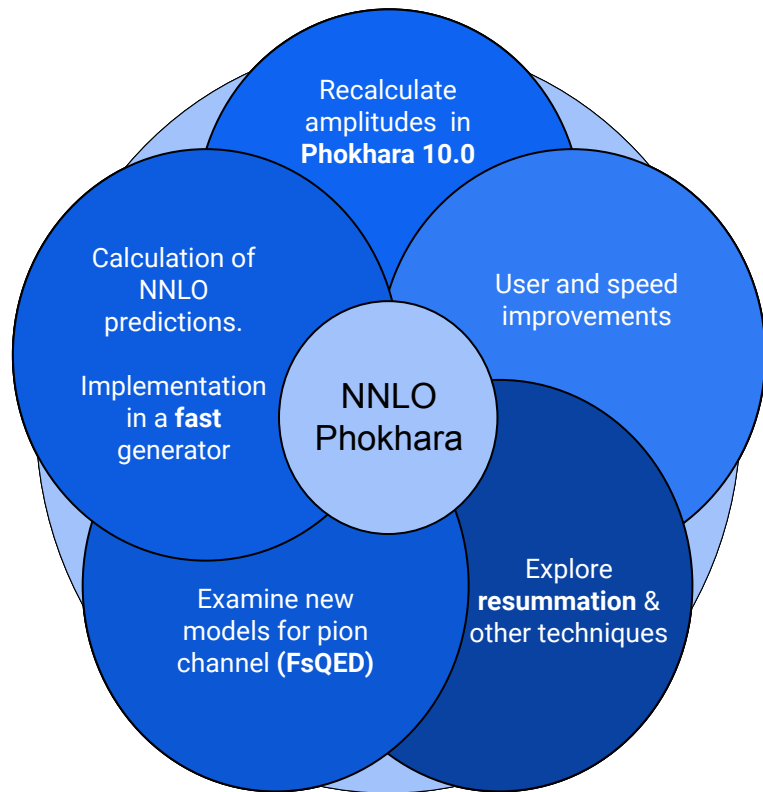 Recalculate
amplitudes in
Phokhara 10.0
Calculation of
NNLO
predictions.
Implementation
in a fast
generator
User and speed
improvements
NNLO
Phokhara
Examine new
models for pion
channel (FsQED)
Explore
resummation &
other techniques